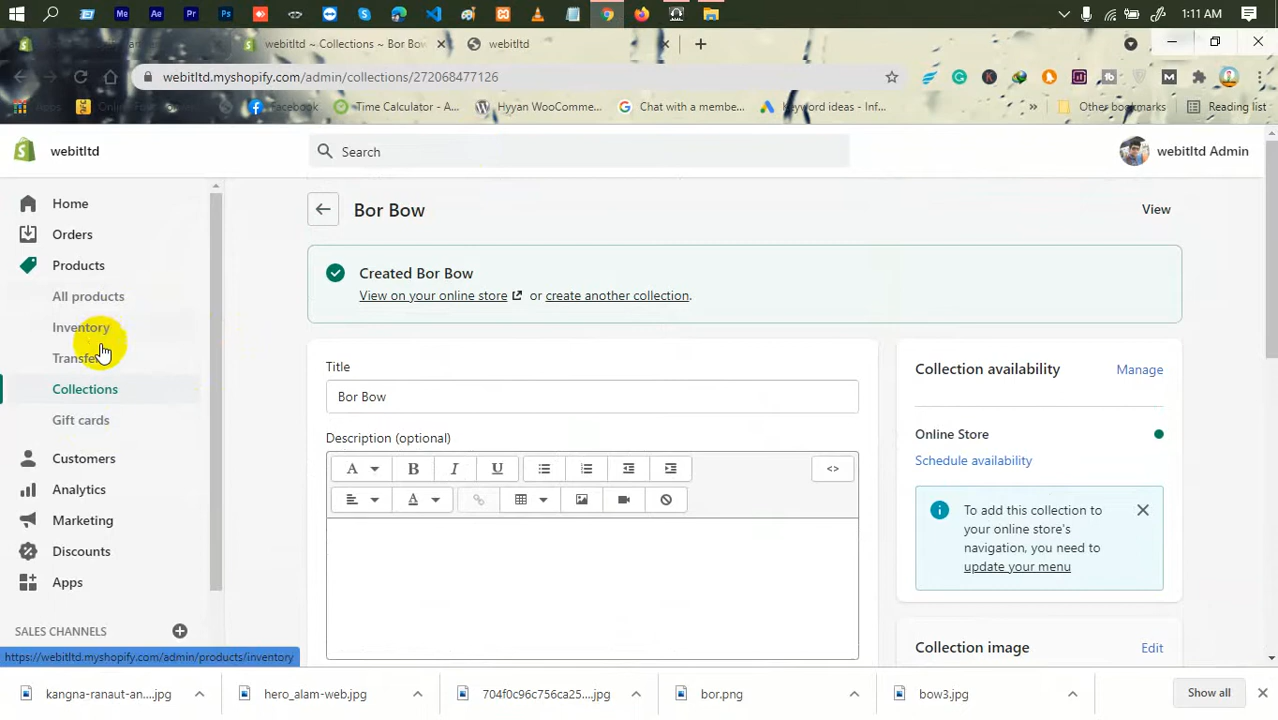 Me
Ae
Pr
Ps
1:11 AM
webitltd ~ Collections ~ Bor Bow
webitltd
webitltd.myshopify.com/admin/collections/272068477126
Apps
Facebook
Time Calculator - A...
Hyyan WooComme...
Chat with a membe...
Keyword ideas - Inf...
»
Other bookmarks
Reading list
webitltd
Search
webitltd Admin
Home
Orders
Products
All products
Inventory
Transfers
Collections
Gift cards
Customers
Analytics
Marketing
Discounts
Apps
SALES CHANNELS
https://webitltd.myshopify.com/admin/products/inventory
Bor Bow
View
Created Bor Bow
View on your online store or create another collection.
Title
Bor Bow
Description (optional)
A B I U <>
A
Collection availability
Manage
Online Store
Schedule availability
To add this collection to
your online store's
navigation, you need to
update your menu
Collection image
Edit
kangna-ranaut-an....jpg
hero_alam-web.jpg
704f0c96c756ca25....jpg
bor.png
bow3.jpg
Show all